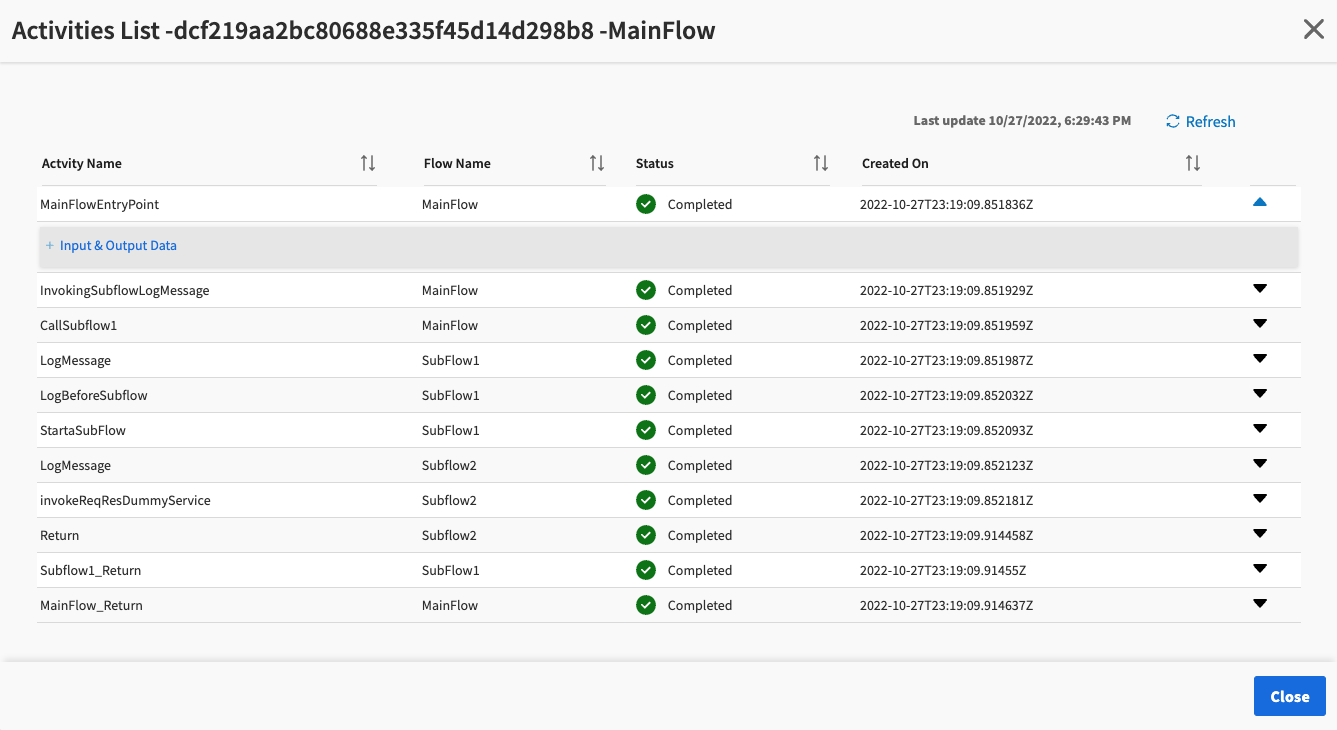 Activities List -dcf219aa2bc80688e335f45d14d298b8 -MainFlow
Last update 10/27/2022, 6:29:43 PM Refresh
Actvity Name Flow Name Status Created On
MainFlowEntryPoint MainFlow Completed 2022-10-27T23:19:09.851836Z
+ Input & Output Data
InvokingSubflowLogMessage MainFlow Completed 2022-10-27T23:19:09.851929Z
CallSubflow1 MainFlow Completed 2022-10-27T23:19:09.851959Z
LogMessage SubFlow1 Completed 2022-10-27T23:19:09.851987Z
LogBeforeSubflow SubFlow1 Completed 2022-10-27T23:19:09.852032Z
StartaSubFlow SubFlow1 Completed 2022-10-27T23:19:09.852093Z
LogMessage Subflow2 Completed 2022-10-27T23:19:09.852123Z
invokeReqResDummyService Subflow2 Completed 2022-10-27T23:19:09.852181Z
Return Subflow2 Completed 2022-10-27T23:19:09.914458Z
Subflow1_Return SubFlow1 Completed 2022-10-27T23:19:09.91455Z
MainFlow_Return MainFlow Completed 2022-10-27T23:19:09.914637Z
Close